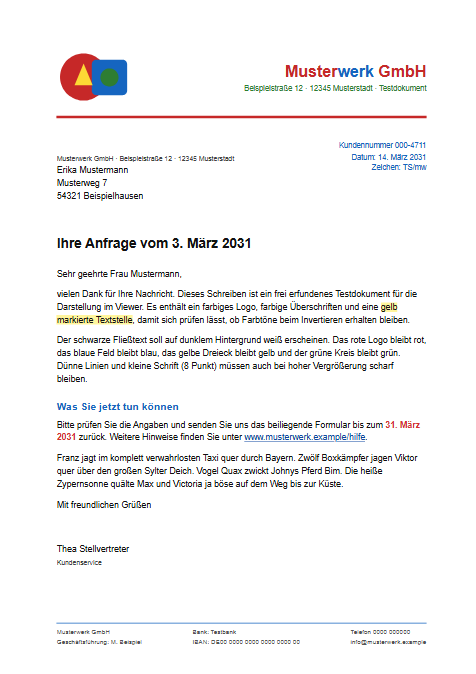 Musterwerk GmbH
Beispielstraße 12 · 12345 Musterstadt · Testdokument
Kundennummer 000-4711
Datum: 14. März 2031
Zeichen: TS/mw
Musterwerk GmbH · Beispielstraße 12 · 12345 Musterstadt
Erika Mustermann
Musterweg 7
54321 Beispielhausen
Ihre Anfrage vom 3. März 2031
Sehr geehrte Frau Mustermann,
vielen Dank für Ihre Nachricht. Dieses Schreiben ist ein frei erfundenes Testdokument für die
Darstellung im Viewer. Es enthält ein farbiges Logo, farbige Überschriften und eine gelb
markierte Textstelle, damit sich prüfen lässt, ob Farbtöne beim Invertieren erhalten bleiben.
Der schwarze Fließtext soll auf dunklem Hintergrund weiß erscheinen. Das rote Logo bleibt rot,
das blaue Feld bleibt blau, das gelbe Dreieck bleibt gelb und der grüne Kreis bleibt grün.
Dünne Linien und kleine Schrift (8 Punkt) müssen auch bei hoher Vergrößerung scharf
bleiben.
Was Sie jetzt tun können
Bitte prüfen Sie die Angaben und senden Sie uns das beiliegende Formular bis zum 31. März
2031 zurück. Weitere Hinweise finden Sie unter www.musterwerk.example/hilfe.
Franz jagt im komplett verwahrlosten Taxi quer durch Bayern. Zwölf Boxkämpfer jagen Viktor
quer über den großen Sylter Deich. Vogel Quax zwickt Johnys Pferd Bim. Die heiße
Zypernsonne quälte Max und Victoria ja böse auf dem Weg bis zur Küste.
Mit freundlichen Grüßen
Thea Stellvertreter
Kundenservice
Musterwerk GmbH
Geschäftsführung: M. Beispiel
Bank: Testbank
IBAN: DE00 0000 0000 0000 0000 00
Telefon 0000 000000
info@musterwerk.example